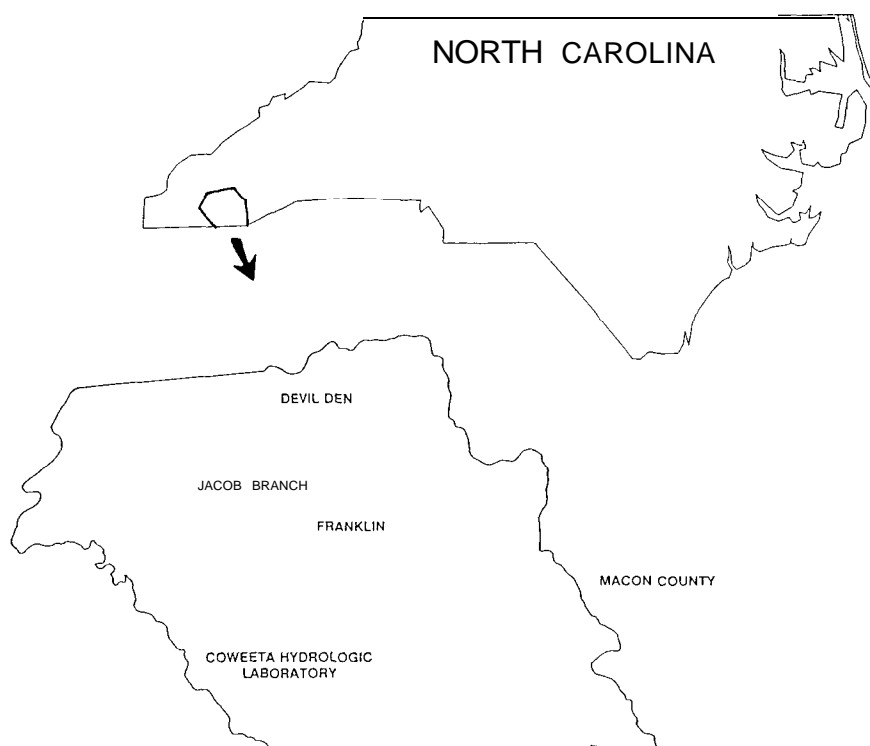 NORTH CAROLINA
DEVIL DEN
JACOB BRANCH
FRANKLIN
MACON COUNTY
COWEETA HYDROLOGIC
LABORATORY